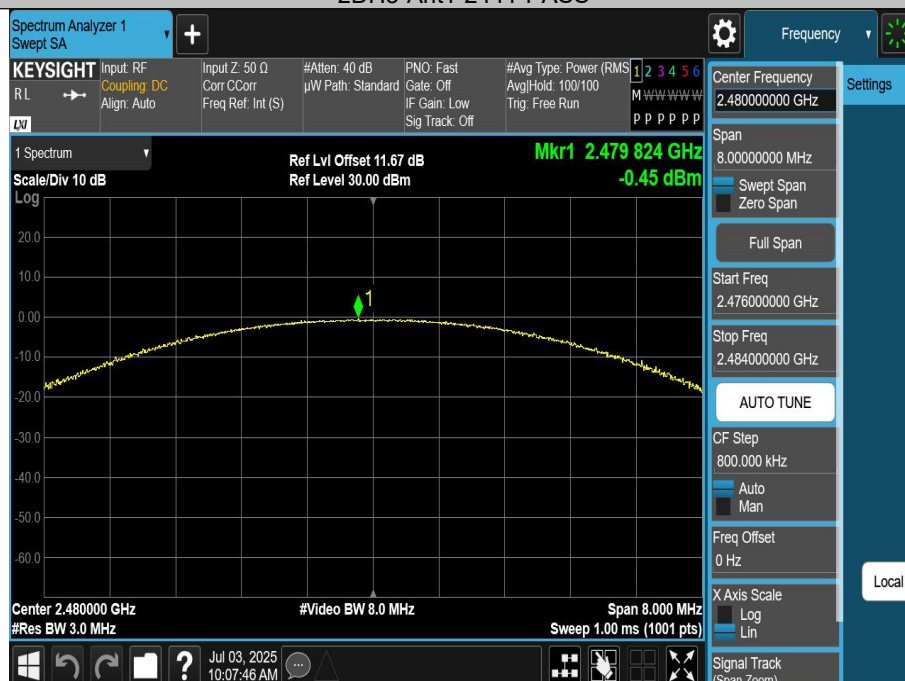 Spectrum Analyzer 1
Swept SA
+
Frequency
KEYSIGHT
RL
LXI
Input: RF
Coupling: DC
Align: Auto
Input Z: 50 Ω
Corr CCorr
Freq Ref: Int (S)
#Atten: 40 dB
µW Path: Standard
PNO: Fast
Gate: Off
IF Gain: Low
Sig Track: Off
#Avg Type: Power (RMS
Avg|Hold: 100/100
Trig: Free Run
1 2 3 4 5 6
M W W W W W
P P P P P P
1 Spectrum
Scale/Div 10 dB
Log
Ref Lvl Offset 11.67 dB
Ref Level 30.00 dBm
Mkr1 2.479 824 GHz
-0.45 dBm
20.0
10.0
0.00
-10.0
-20.0
-30.0
-40.0
-50.0
-60.0
1
Center 2.480000 GHz
#Res BW 3.0 MHz
#Video BW 8.0 MHz
Span 8.000 MHz
Sweep 1.00 ms (1001 pts)
Center Frequency
2.480000000 GHz
Settings
Span
8.00000000 MHz
Swept Span
Zero Span
Full Span
Start Freq
2.476000000 GHz
Stop Freq
2.484000000 GHz
AUTO TUNE
CF Step
800.000 kHz
Auto
Man
Freq Offset
0 Hz
Local
X Axis Scale
Log
Lin
Signal Track
(Span Zoom)
?
Jul 03, 2025
10:07:46 AM